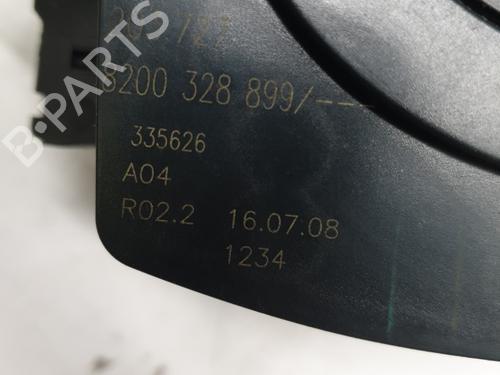 8200 328 899/---
335626
A04
R02.2 16.07.08
1234
B-PARTS